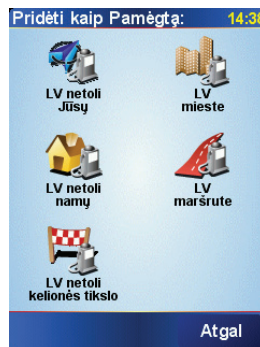 Pridėti kaip Pamėgtą: 14:38
LV netoli
Jūsų
LV
mieste
LV netoli
namų
LV
maršrute
LV netoli
kelionės tikslo
Atgal